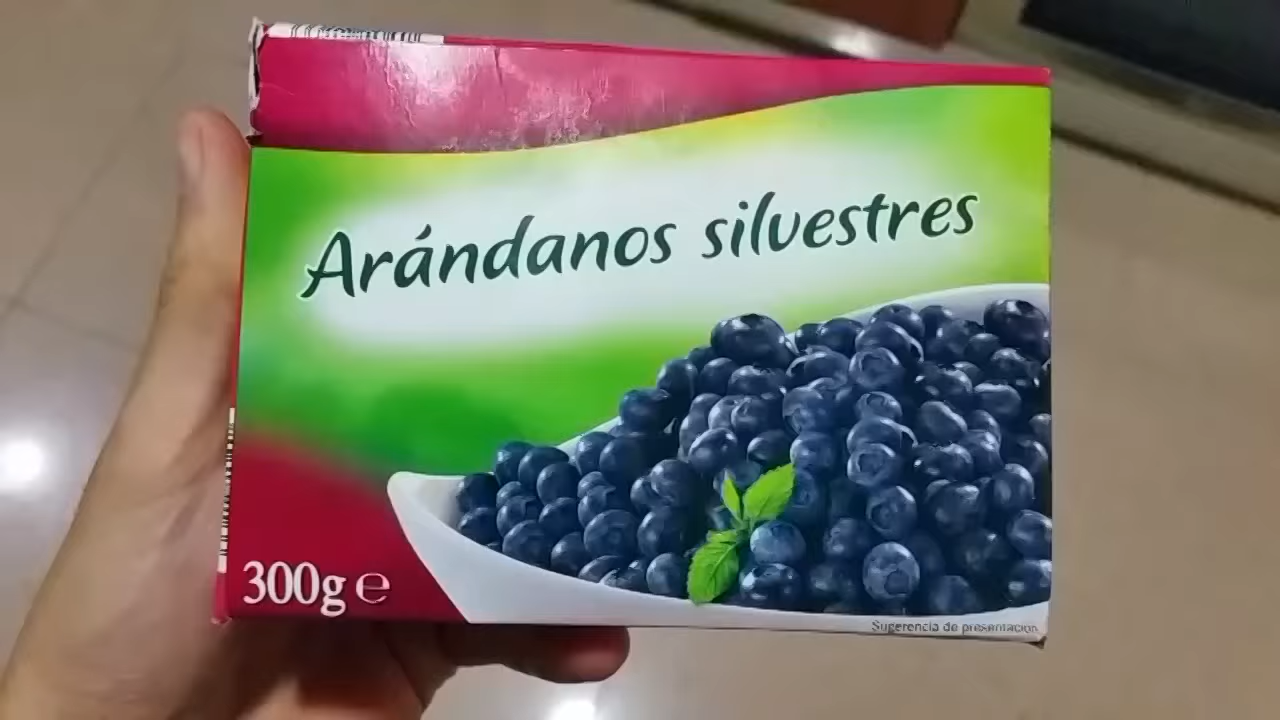 Arándanos silvestres
300g ℮
Sugerencia de presentación